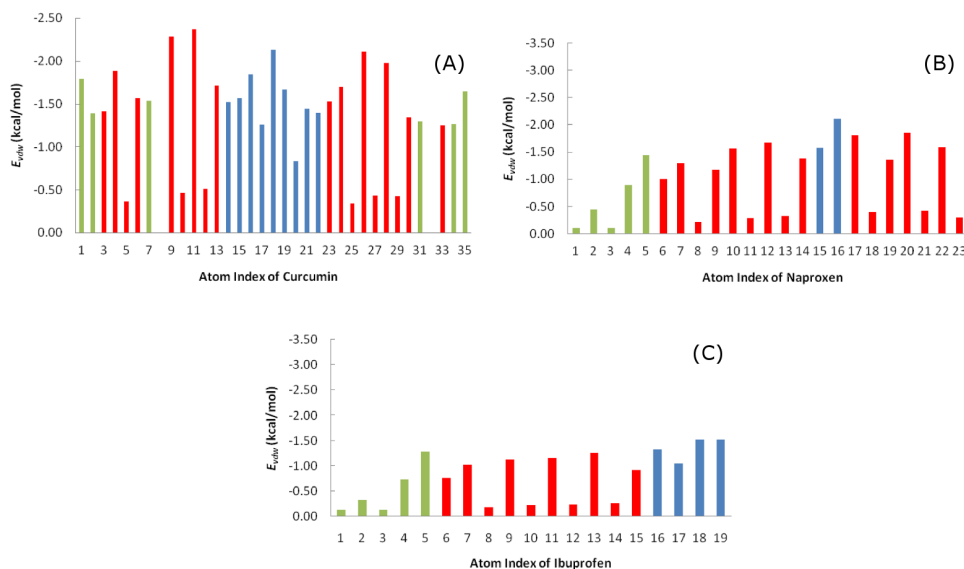 (A)
-2.50
-2.00
-1.50
-1.00
-0.50
0.00
E_vdw (kcal/mol)
1 3 5 7 9 11 13 15 17 19 21 23 25 27 29 31 33 35
Atom Index of Curcumin
(B)
-3.50
-3.00
-2.50
-2.00
-1.50
-1.00
-0.50
0.00
E_vdw (kcal/mol)
1 2 3 4 5 6 7 8 9 10 11 12 13 14 15 16 17 18 19 20 21 22 23
Atom Index of Naproxen
(C)
-3.50
-3.00
-2.50
-2.00
-1.50
-1.00
-0.50
0.00
E_vdw (kcal/mol)
1 2 3 4 5 6 7 8 9 10 11 12 13 14 15 16 17 18 19
Atom Index of Ibuprofen